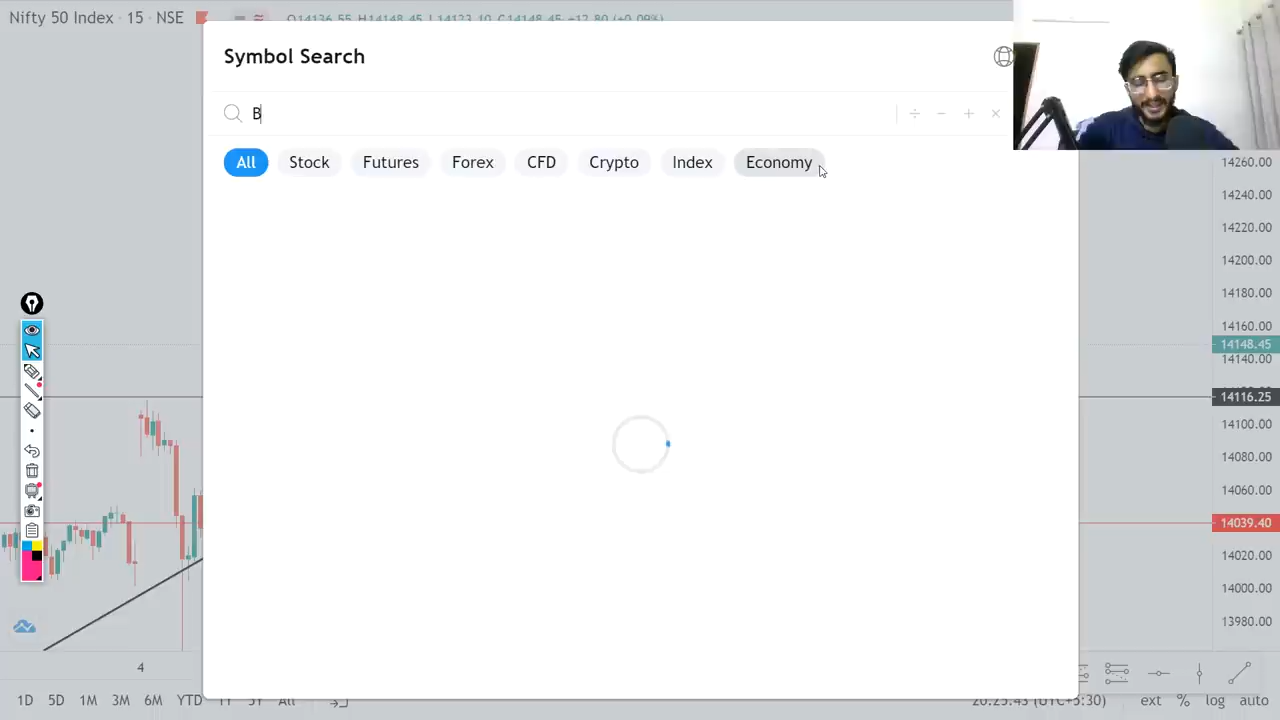 Nifty 50 Index · 15 · NSE
O14136.55 H14148.45 L14123.10 C14148.45 +12.80 (+0.09%)
Symbol Search
B
All Stock Futures Forex CFD Crypto Index Economy
14260.00
14240.00
14220.00
14200.00
14180.00
14160.00
14148.45
14140.00
14116.25
14100.00
14080.00
14060.00
14039.40
14020.00
14000.00
13980.00
4
1D 5D 1M 3M 6M YTD 1Y 5Y All 20:25:43 (UTC+5:30) ext % log auto